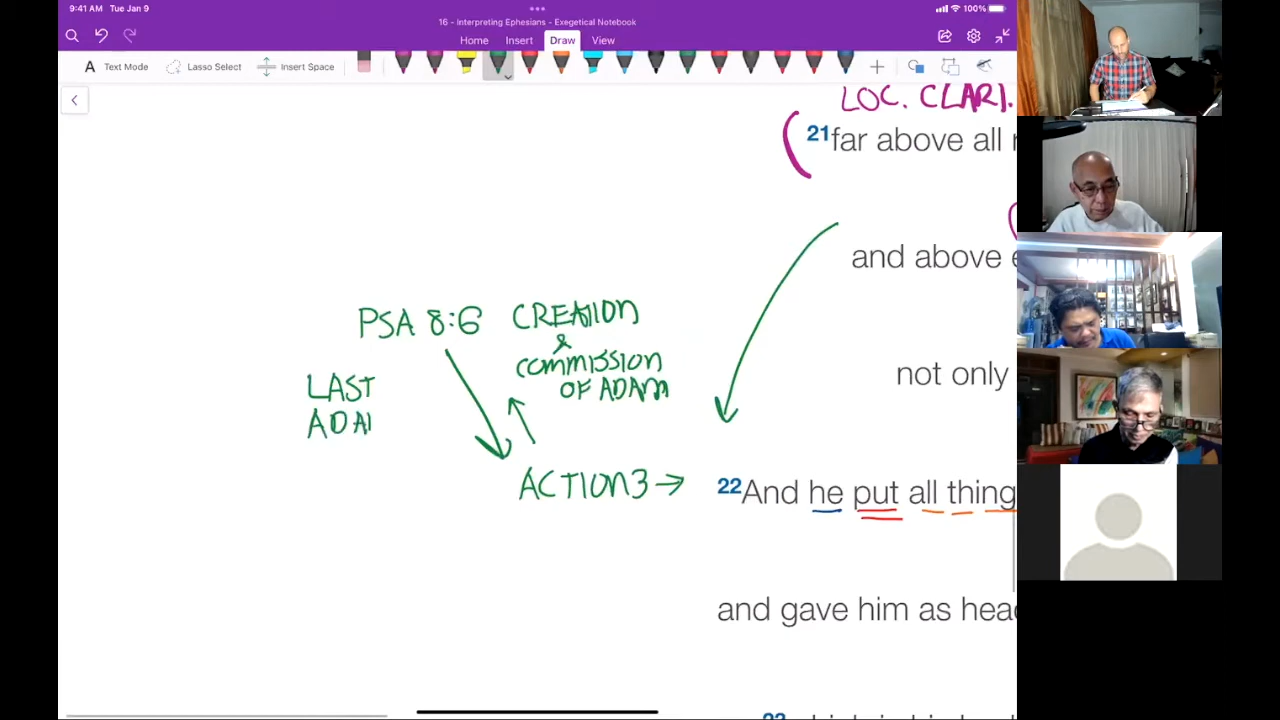 9:41 AM Tue Jan 9
100%
16 - Interpreting Ephesians - Exegetical Notebook
Home Insert Draw View
A Text Mode Lasso Select Insert Space
LOC. CLARI.
21far above all
and above
PSA 8:6 CREATION
&
COMMISSION
OF ADAM
LAST
ADAM
not only
ACTION3 →
22And he put all thing
and gave him as head